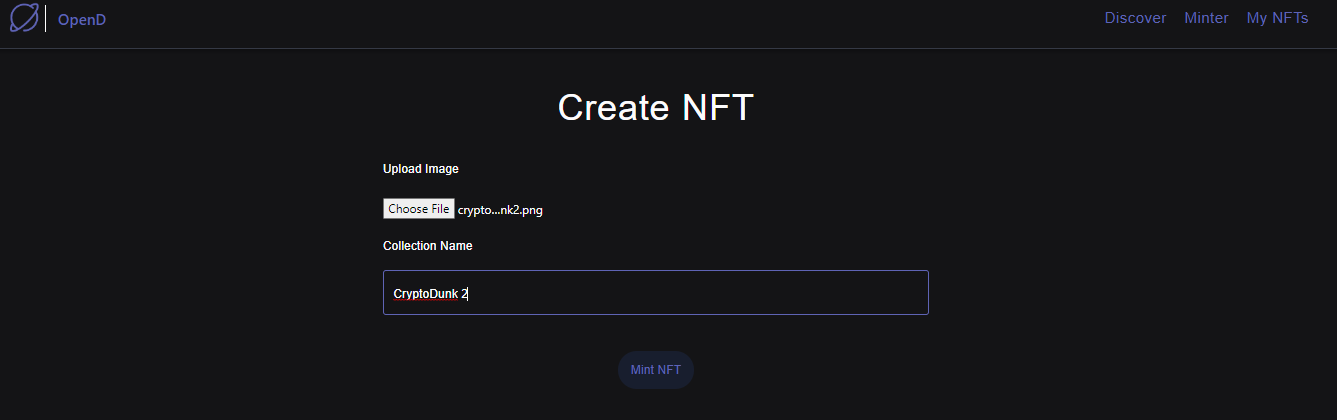 OpenD
Discover Minter My NFTs
Create NFT
Upload Image
Choose File crypto...nk2.png
Collection Name
CryptoDunk 2
Mint NFT